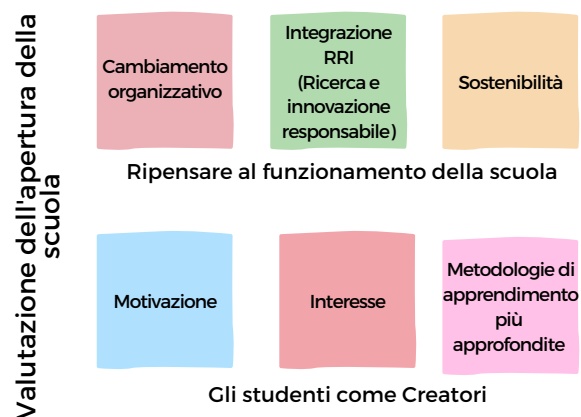 Valutazione dell'apertura della
scuola
Cambiamento
organizzativo
Integrazione
RRI
(Ricerca e
innovazione
responsabile)
Sostenibilità
Ripensare al funzionamento della scuola
Motivazione
Interesse
Metodologie di
apprendimento
più
approfondite
Gli studenti come Creatori